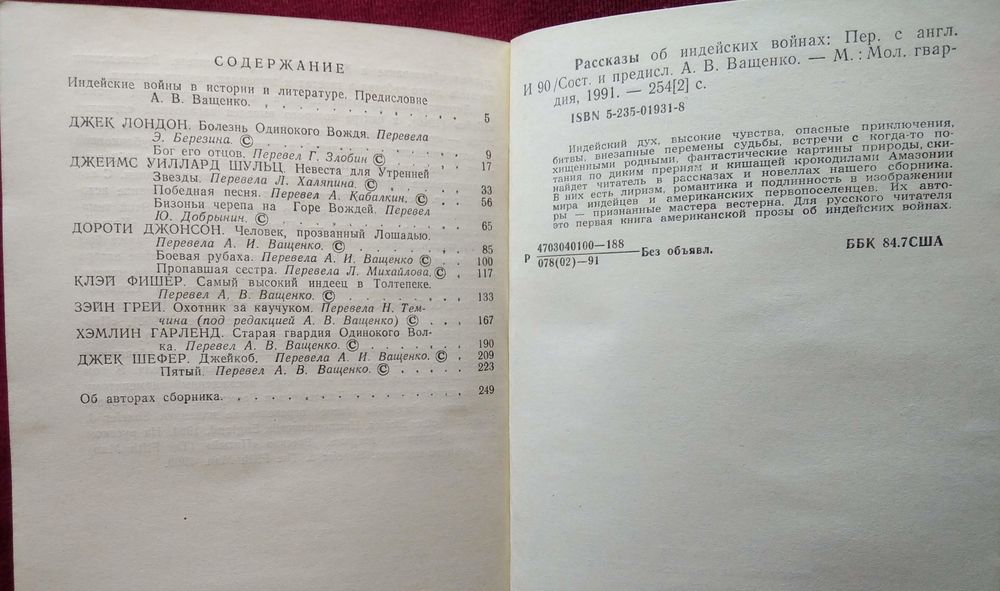 СОДЕРЖАНИЕ
Индейские войны в истории и литературе. Предисловие
А. В. Ващенко. . . . . . . . . . . 5
ДЖЕК ЛОНДОН. Болезнь Одинокого Вождя. Перевела
Э. Березина. © . . . . . . . . . . 9
Бог его отцов. Перевел Г. Злобин © . . . . . 17
ДЖЕЙМС УИЛЛАРД ШУЛЬЦ. Невеста для Утренней
Звезды. Перевела Л. Халяпина. © . . . . . 33
Победная песня. Перевел А. Кабалкин. © . . . 56
Бизоньи черепа на Горе Вождей. Перевел
Ю. Добрынин. © . . . . . . . . . . 65
ДОРОТИ ДЖОНСОН. Человек, прозванный Лошадью.
Перевела А. И. Ващенко © . . . . . . . 85
Боевая рубаха. Перевела А. И Ващенко © . . . 100
Пропавшая сестра. Перевела Л. Михайлова. © . 117
КЛЭЙ ФИШЕР. Самый высокий индеец в Толтепеке.
Перевел А. В. Ващенко. © . . . . . . . 133
ЗЭЙН ГРЕЙ. Охотник за каучуком. Перевела Н. Тем-
чина (под редакцией А. В. Ващенко) © . . . 167
ХЭМЛИН ГАРЛЕНД. Старая гвардия Одинокого Вол-
ка. Перевел А. В. Ващенко. © . . . . . . 190
ДЖЕК ШЕФЕР. Джейкоб, Перевела А. И. Ващенко. © . 209
Пятый. Перевел А. В. Ващенко. © . . . . . 223
Об авторах сборника. . . . . . . . . . . 249
Рассказы об индейских войнах: Пер. с англ.
И 90/Сост. и предисл. А. В. Ващенко. — М.: Мол. гвар-
дия, 1991. — 254[2] с.
ISBN 5-235-01931-8
Индейский дух, высокие чувства, опасные приключения,
битвы, внезапные перемены судьбы, встречи с когда-то по-
хищенными родными, фантастические картины природы, ски-
тания по диким прериям и кишащей крокодилами Амазонии
найдет читатель в рассказах и новеллах нашего сборника.
В них есть лиризм, романтика и подлинность в изображении
мира индейцев и американских первопоселенцев. Их авто-
ры — признанные мастера вестерна. Для русского читателя
это первая книга американской прозы об индейских войнах.
4703040100—188
Р ———— Без объявл.
078(02)—91
ББК 84.7США